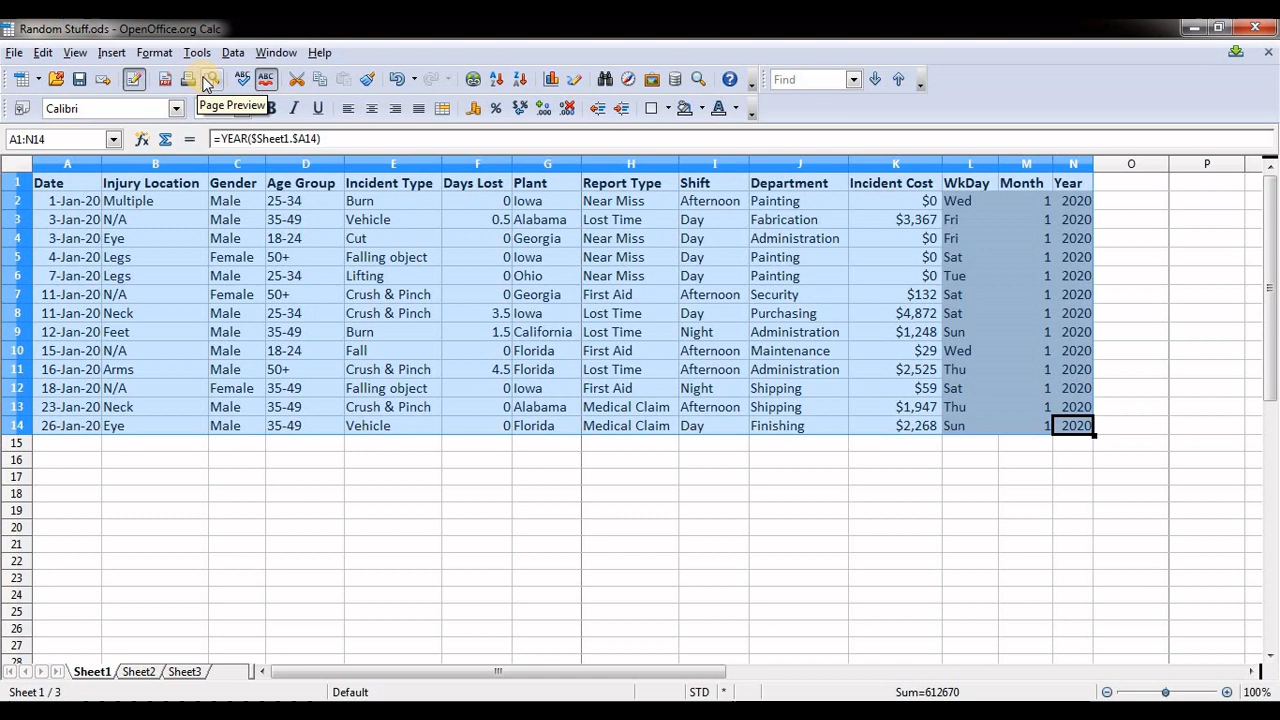 Random Stuff.ods - OpenOffice.org Calc
File Edit View Insert Format Tools Data Window Help
ABC ABC Find
Page Preview
Calibri B I U A
A1:N14 =YEAR($Sheet1.$A14)
A B C D E F G H I J K L M N O P
1 Date Injury Location Gender Age Group Incident Type Days Lost Plant Report Type Shift Department Incident Cost WkDay Month Year
2 1-Jan-20 Multiple Male 25-34 Burn 0 Iowa Near Miss Afternoon Painting $0 Wed 1 2020
3 3-Jan-20 N/A Male 35-49 Vehicle 0.5 Alabama Lost Time Day Fabrication $3,367 Fri 1 2020
4 3-Jan-20 Eye Male 18-24 Cut 0 Georgia Near Miss Day Administration $0 Fri 1 2020
5 4-Jan-20 Legs Female 50+ Falling object 0 Iowa Near Miss Day Painting $0 Sat 1 2020
6 7-Jan-20 Legs Male 25-34 Lifting 0 Ohio Near Miss Day Painting $0 Tue 1 2020
7 11-Jan-20 N/A Female 50+ Crush & Pinch 0 Georgia First Aid Afternoon Security $132 Sat 1 2020
8 11-Jan-20 Neck Male 25-34 Crush & Pinch 3.5 Iowa Lost Time Day Purchasing $4,872 Sat 1 2020
9 12-Jan-20 Feet Male 35-49 Burn 1.5 California Lost Time Night Administration $1,248 Sun 1 2020
10 15-Jan-20 N/A Male 18-24 Fall 0 Florida First Aid Afternoon Maintenance $29 Wed 1 2020
11 16-Jan-20 Arms Male 50+ Crush & Pinch 4.5 Florida Lost Time Afternoon Administration $2,525 Thu 1 2020
12 18-Jan-20 N/A Female 35-49 Falling object 0 Iowa First Aid Night Shipping $59 Sat 1 2020
13 23-Jan-20 Neck Male 35-49 Crush & Pinch 0 Alabama Medical Claim Afternoon Shipping $1,947 Thu 1 2020
14 26-Jan-20 Eye Male 35-49 Vehicle 0 Florida Medical Claim Day Finishing $2,268 Sun 1 2020
15
16
17
18
19
20
21
22
23
24
25
26
27
28
Sheet1 Sheet2 Sheet3
Sheet 1 / 3 Default STD * Sum=612670 100%